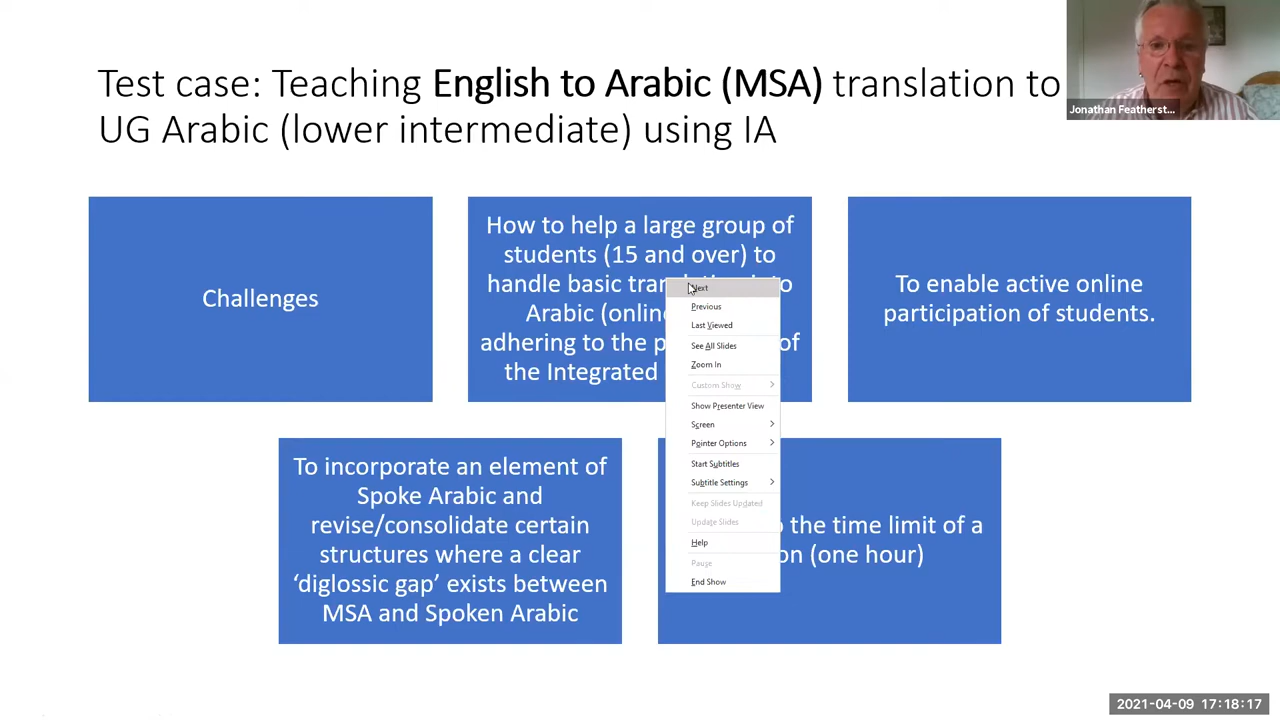 Test case: Teaching English to Arabic (MSA) translation to
UG Arabic (lower intermediate) using IA
Jonathan Featherst...
Challenges
How to help a large group of
students (15 and over) to
handle basic
Arabic
adhering to the of
the Integrated
To enable active online
participation of students.
To incorporate an element of
Spoke Arabic and
revise/consolidate certain
structures where a clear
‘diglossic gap’ exists between
MSA and Spoken Arabic
the time limit of a
(one hour)
Next
Previous
Last Viewed
See All Slides
Zoom In
Custom Show
Show Presenter View
Screen
Pointer Options
Start Subtitles
Subtitle Settings
Keep Slides Updated
Update Slides
Help
Pause
End Show
2021-04-09 17:18:17